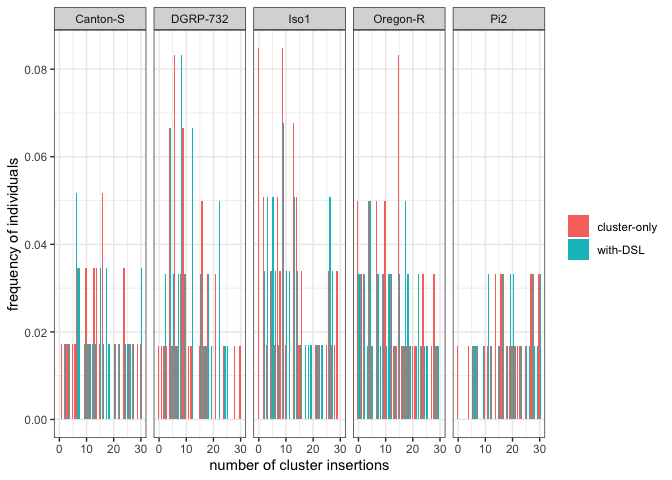 Canton-S DGRP-732 Iso1 Oregon-R Pi2
0.08
0.06
0.04
0.02
0.00
frequency of individuals
cluster-only
with-DSL
0 10 20 30 0 10 20 30 0 10 20 30 0 10 20 30 0 10 20 30
number of cluster insertions